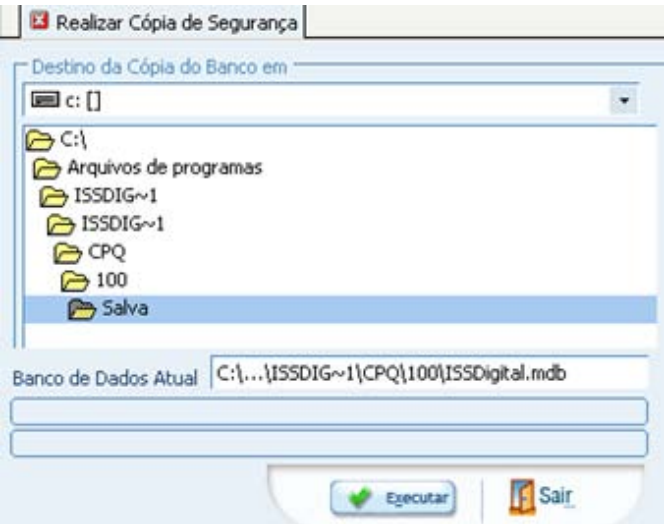 Realizar Cópia de Segurança
Destino da Cópia do Banco em
c: []
C:\
Arquivos de programas
ISSDIG~1
ISSDIG~1
CPQ
100
Salva
Banco de Dados Atual C:\...\ISSDIG~1\CPQ\100\ISSDigital.mdb
Executar Sair